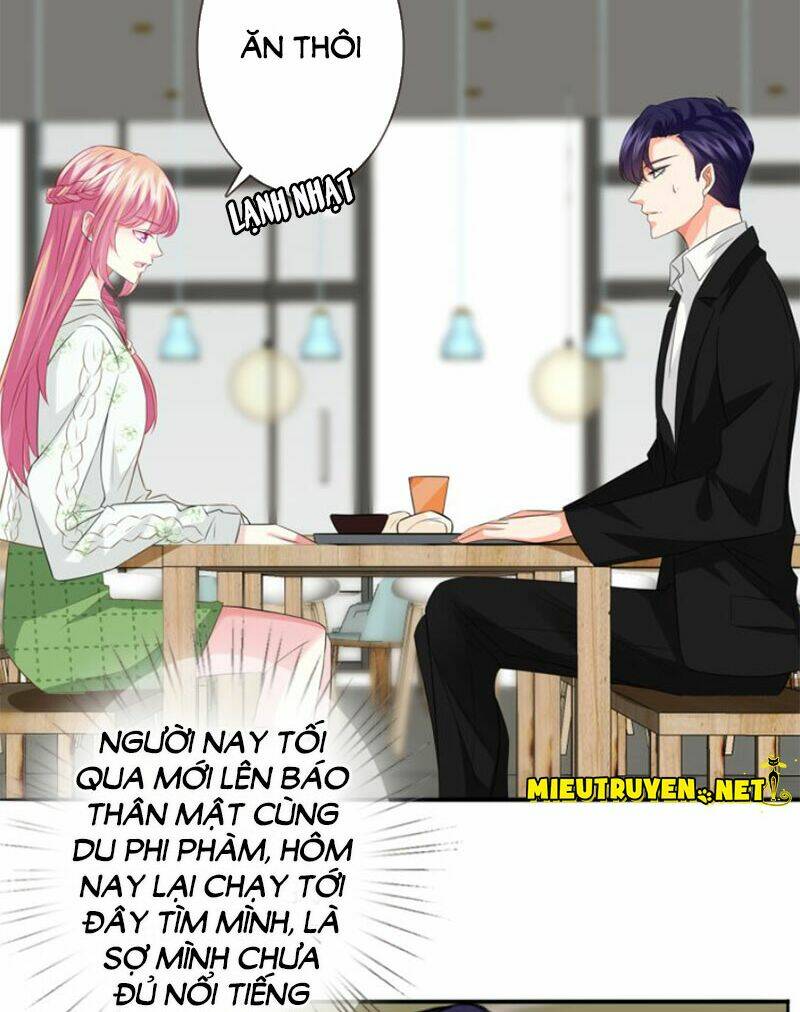 ĂN THÔI
LẠNH NHẠT
NGƯỜI NAY TỐI
QUA MỚI LÊN BÁO
THÂN MẬT CÙNG
DU PHI PHÀM, HÔM
NAY LẠI CHẠY TỚI
ĐÂY TÌM MÌNH, LÀ
SỢ MÌNH CHƯA
ĐỦ NỔI TIẾNG
MIEUTRUYEN.NET